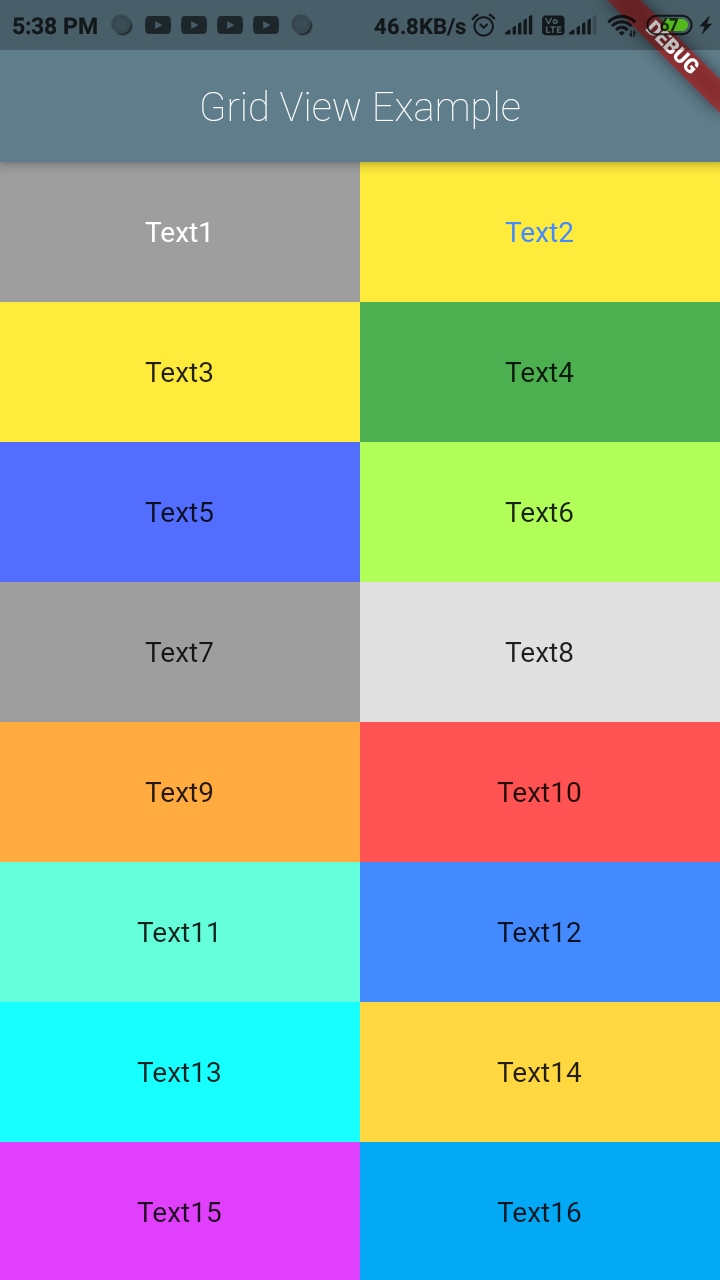 5:38 PM 46.8KB/s Vo LTE 67
DEBUG
Grid View Example
Text1 Text2
Text3 Text4
Text5 Text6
Text7 Text8
Text9 Text10
Text11 Text12
Text13 Text14
Text15 Text16